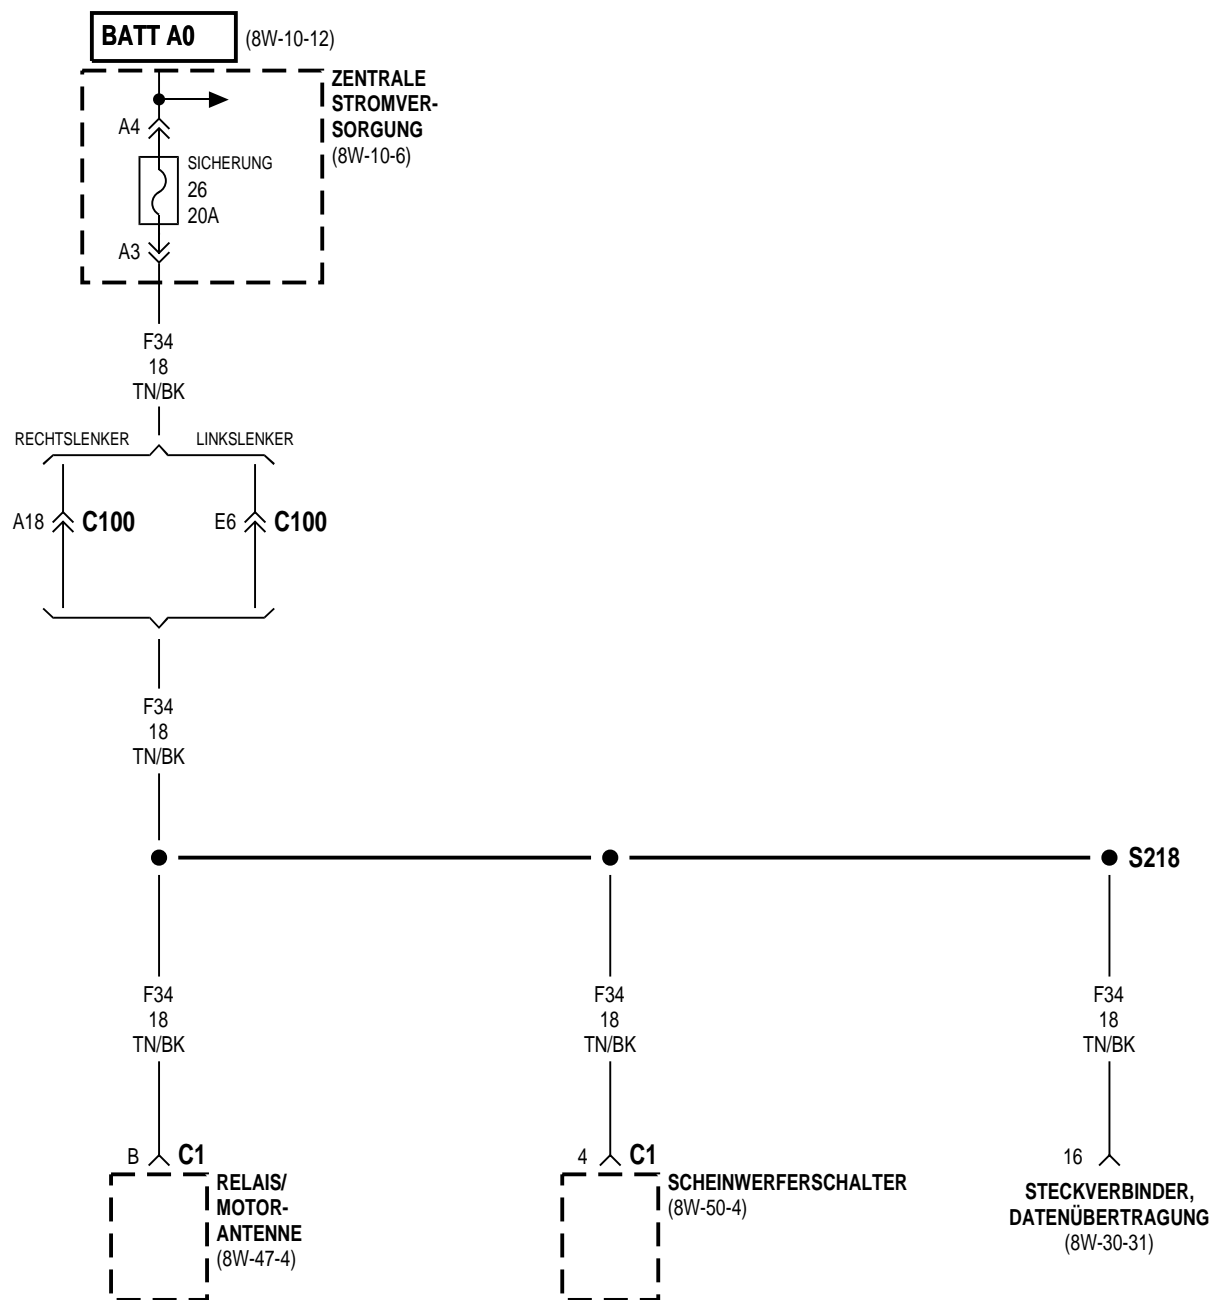 BATT A0 (8W-10-12)
ZENTRALE
STROMVER-
SORGUNG
(8W-10-6)
A4
SICHERUNG
26
20A
A3
F34
18
TN/BK
RECHTSLENKER LINKSLENKER
A18 C100 E6 C100
F34
18
TN/BK
S218
F34 F34 F34
18 18 18
TN/BK TN/BK TN/BK
B C1 4 C1 16
RELAIS/
MOTOR-
ANTENNE
(8W-47-4)
SCHEINWERFERSCHALTER
(8W-50-4)
STECKVERBINDER,
DATENÜBERTRAGUNG
(8W-30-31)